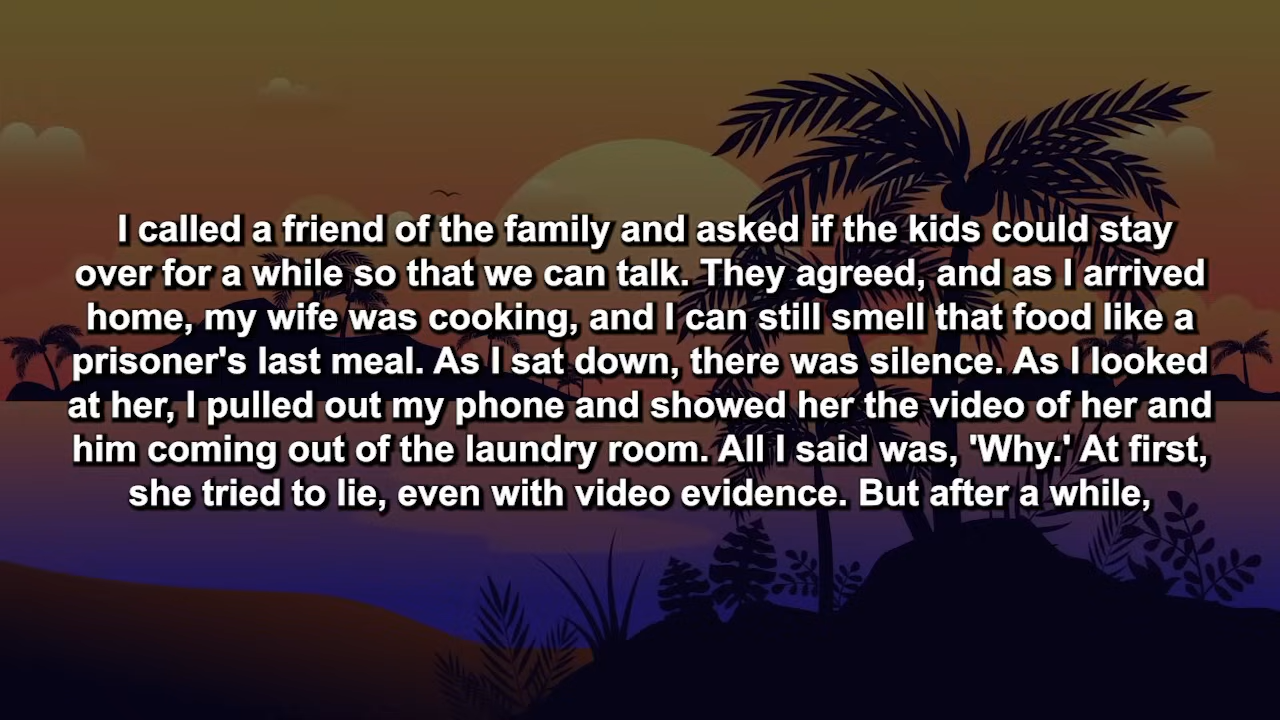 I called a friend of the family and asked if the kids could stay
over for a while so that we can talk. They agreed, and as I arrived
home, my wife was cooking, and I can still smell that food like a
prisoner's last meal. As I sat down, there was silence. As I looked
at her, I pulled out my phone and showed her the video of her and
him coming out of the laundry room. All I said was, 'Why.' At first,
she tried to lie, even with video evidence. But after a while,